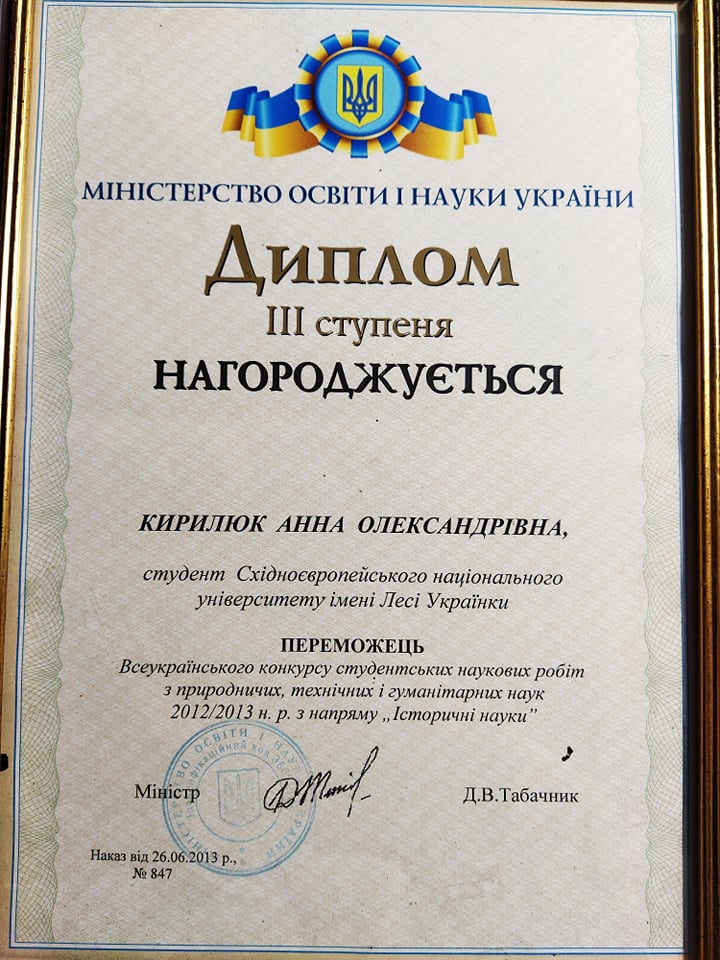 МІНІСТЕРСТВО ОСВІТИ І НАУКИ УКРАЇНИ
Диплом
III ступеня
НАГОРОДЖУЄТЬСЯ
КИРИЛЮК АННА ОЛЕКСАНДРІВНА,
студент Східноєвропейського національного
університету імені Лесі Українки
ПЕРЕМОЖЕЦЬ
Всеукраїнського конкурсу студентських наукових робіт
з природничих, технічних і гуманітарних наук
2012/2013 н. р. з напряму „Історичні науки”
Міністр
Д.В.Табачник
Наказ від 26.06.2013 р.,
№ 847